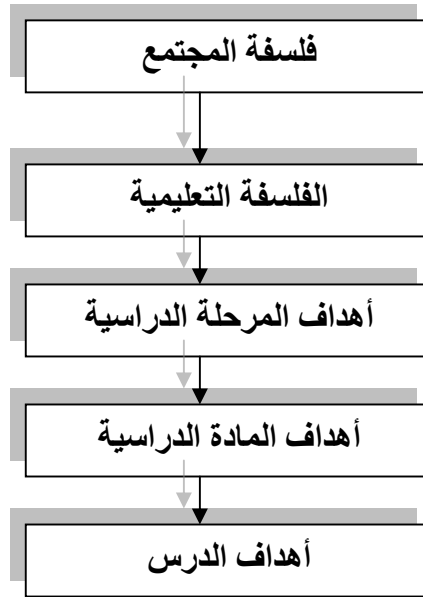 فلسفة المجتمع
الفلسفة التعليمية
أهداف المرحلة الدراسية
أهداف المادة الدراسية
أهداف الدرس